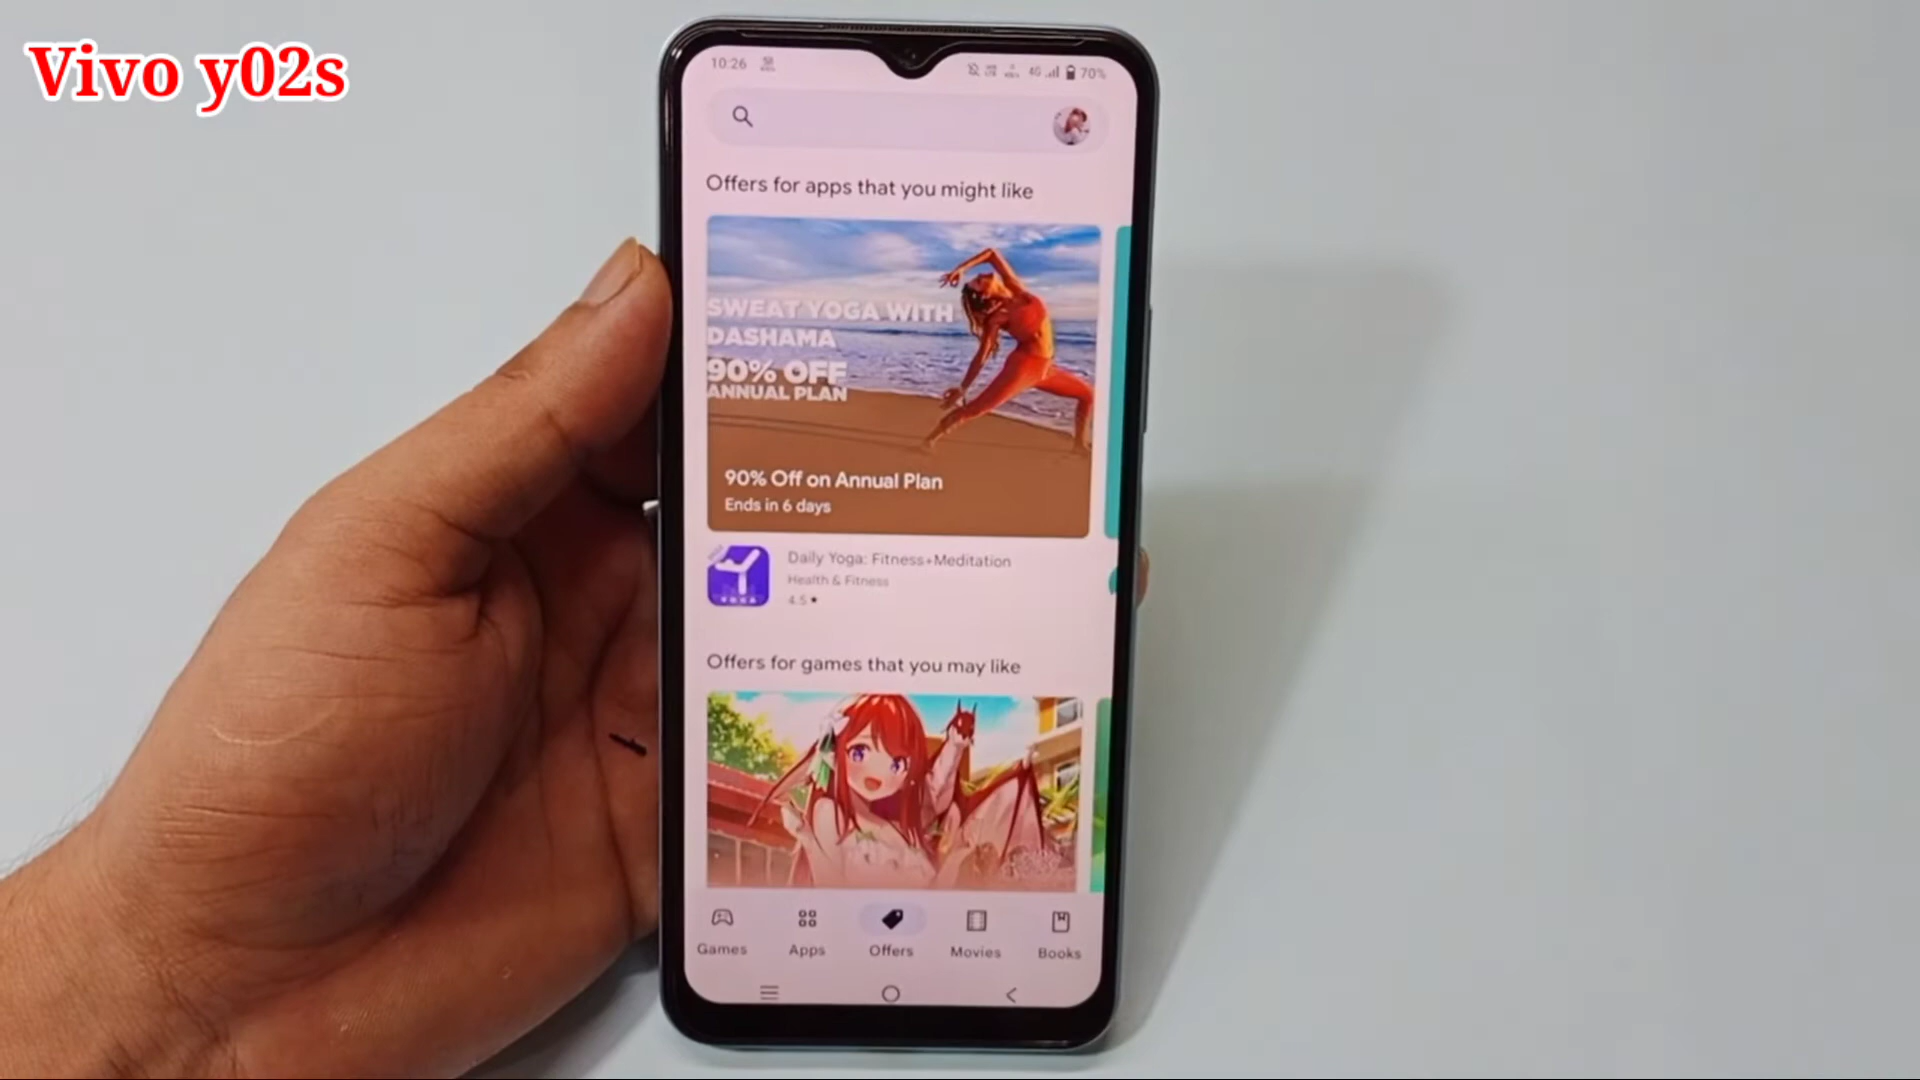 Vivo y02s
10:26
4G 70%
Offers for apps that you might like
SWEAT YOGA WITH
DASHAMA
90% OFF
ANNUAL PLAN
90% Off on Annual Plan
Ends in 6 days
Daily Yoga: Fitness+Meditation
Health & Fitness
4.5★
Offers for games that you may like
Games Apps Offers Movies Books